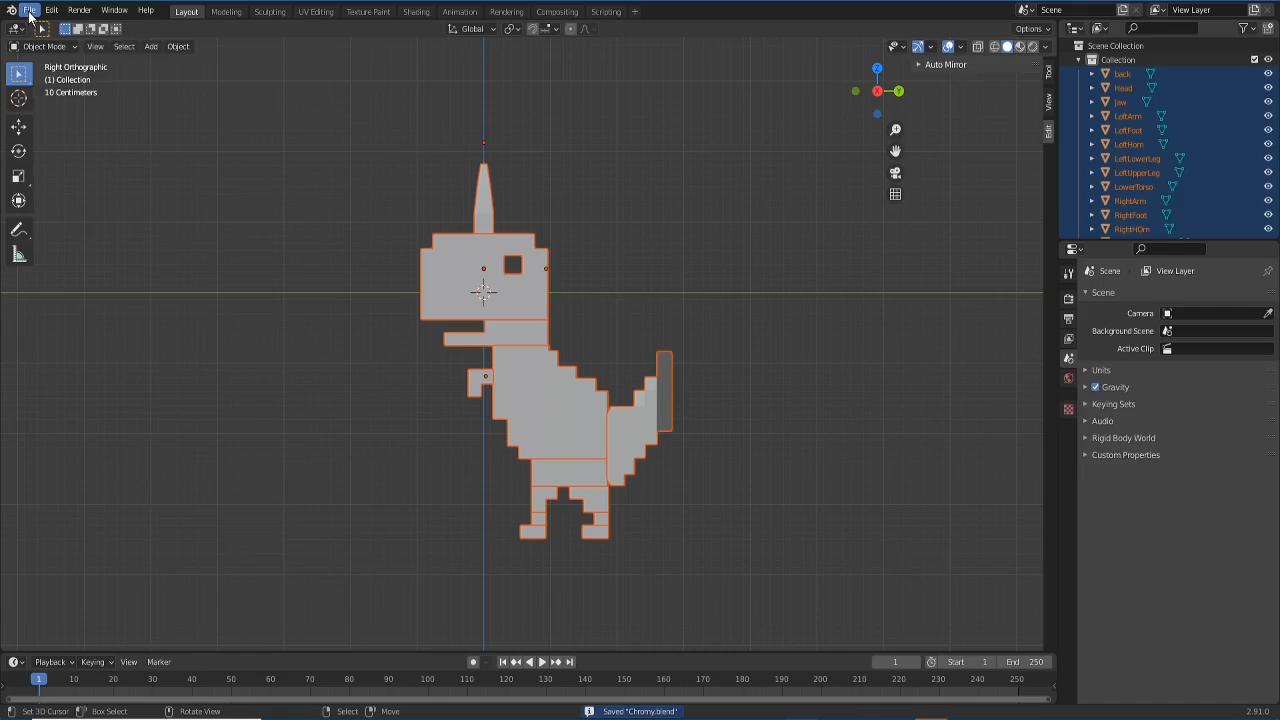 File Edit Render Window Help Layout Modeling Sculpting UV Editing Texture Paint Shading Animation Rendering Compositing Scripting + Scene View Layer
Global Options
Object Mode View Select Add Object
Right Orthographic
(1) Collection
10 Centimeters
Auto Mirror
Z
X
Y
Tool
View
Edit
Scene Collection
Collection
back
Head
Jaw
LeftArm
LeftFoot
LeftHorn
LeftLowerLeg
LeftUpperLeg
LowerTorso
RightArm
RightFoot
RightHOrn
Scene View Layer
Scene
Camera
Background Scene
Active Clip
Units
Gravity
Keying Sets
Audio
Rigid Body World
Custom Properties
Playback Keying View Marker 1 Start 1 End 250
1 10 20 30 40 50 60 70 80 90 100 110 120 130 140 150 160 170 180 190 200 210 220 230 240 250
Set 3D Cursor Box Select Rotate View Select Move Saved "Chromy.blend" 2.91.0